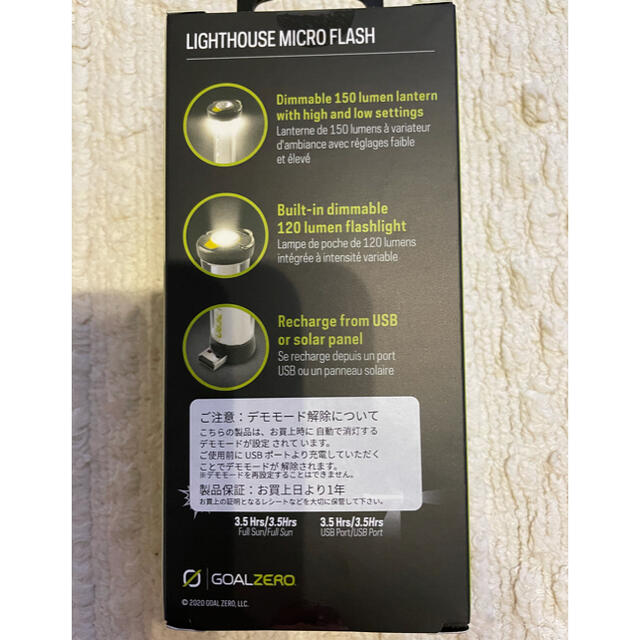 LIGHTHOUSE MICRO FLASH
Dimmable 150 lumen lantern
with high and low settings
Lanterne de 150 lumens à variateur
d'ambiance avec réglages faible
et élevé
Built-in dimmable
120 lumen flashlight
Lampe de poche de 120 lumens
intégrée à intensité variable
Recharge from USB
or solar panel
Se recharge depuis un port
USB ou un panneau solaire
ご注意：デモモード解除について
こちらの製品は、お買上時に 自動で消灯する
デモモードが設定 されて います。
ご使用前に USB ポートより充電していただく
ことでデモモードが 解除されます。
※デモモードを再設定することはできません。
製品保証：お買上日より1年
お買上の証明となるレシートなどを大切に保管して下さい。
3.5 Hrs/3.5Hrs 3.5 Hrs/3.5Hrs
Full Sun/Full Sun USB Port/USB Port
GOALZERO
© 2020 GOAL ZERO, LLC.